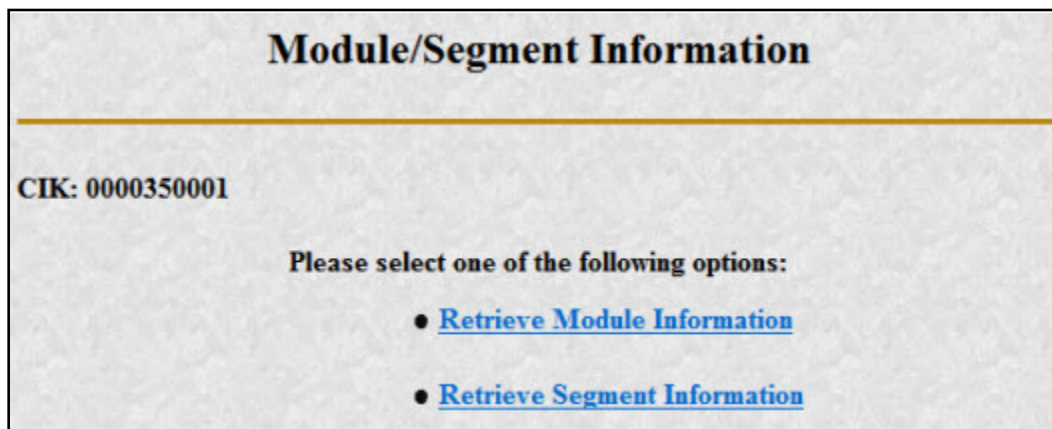 Module/Segment Information
CIK: 0000350001
Please select one of the following options:
• Retrieve Module Information
• Retrieve Segment Information